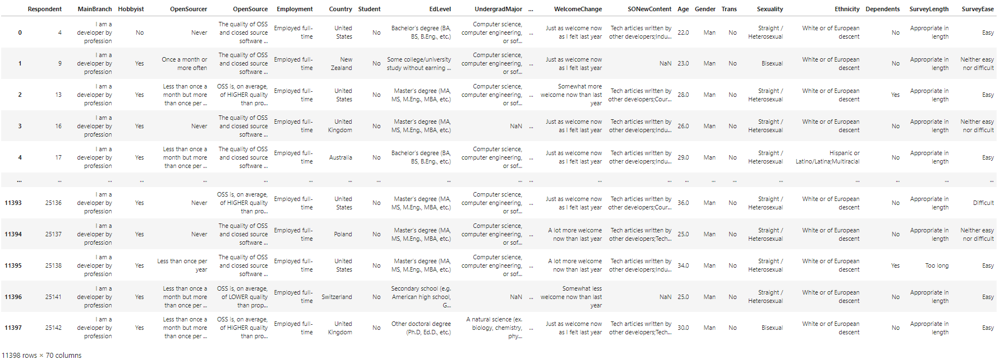 Respondent MainBranch Hobbyist OpenSourcer OpenSource Employment Country Student EdLevel UndergradMajor ... WelcomeChange SONewContent Age Gender Trans Sexuality Ethnicity Dependents SurveyLength SurveyEase
0 4 I am a developer by profession No Never The quality of OSS and closed source software ... Employed full-time United States No Bachelor's degree (BA, BS, B.Eng., etc.) Computer science, computer engineering, or sof... ... Just as welcome now as I felt last year Tech articles written by other developers;Indu... 22.0 Man No Straight / Heterosexual White or of European descent No Appropriate in length Easy
1 9 I am a developer by profession Yes Once a month or more often The quality of OSS and closed source software ... Employed full-time New Zealand No Some college/university study without earning ... Computer science, computer engineering, or sof... ... Just as welcome now as I felt last year NaN 23.0 Man No Bisexual White or of European descent No Appropriate in length Neither easy nor difficult
2 13 I am a developer by profession Yes Less than once a month but more than once per ... OSS is, on average, of HIGHER quality than pro... Employed full-time United States No Master's degree (MA, MS, M.Eng., MBA, etc.) Computer science, computer engineering, or sof... ... Somewhat more welcome now than last year Tech articles written by other developers;Cour... 28.0 Man No Straight / Heterosexual White or of European descent Yes Appropriate in length Easy
3 16 I am a developer by profession Yes Never The quality of OSS and closed source software ... Employed full-time United Kingdom No Master's degree (MA, MS, M.Eng., MBA, etc.) NaN ... Just as welcome now as I felt last year Tech articles written by other developers;Indu... 26.0 Man No Straight / Heterosexual White or of European descent No Appropriate in length Neither easy nor difficult
4 17 I am a developer by profession Yes Less than once a month but more than once per ... The quality of OSS and closed source software ... Employed full-time Australia No Bachelor's degree (BA, BS, B.Eng., etc.) Computer science, computer engineering, or sof... ... Just as welcome now as I felt last year Tech articles written by other developers;Indu... 29.0 Man No Straight / Heterosexual Hispanic or Latino/Latina;Multiracial No Appropriate in length Easy
... ... ... ... ... ... ... ... ... ... ... ... ... ... ... ... ... ... ... ... ... ...
11393 25136 I am a developer by profession Yes Never OSS is, on average, of HIGHER quality than pro... Employed full-time United States No Master's degree (MA, MS, M.Eng., MBA, etc.) Computer science, computer engineering, or sof... ... Just as welcome now as I felt last year Tech articles written by other developers;Cour... 36.0 Man No Straight / Heterosexual White or of European descent No Appropriate in length Difficult
11394 25137 I am a developer by profession Yes Never The quality of OSS and closed source software ... Employed full-time Poland No Master's degree (MA, MS, M.Eng., MBA, etc.) Computer science, computer engineering, or sof... ... A lot more welcome now than last year Tech articles written by other developers;Tech... 25.0 Man No Straight / Heterosexual White or of European descent No Appropriate in length Neither easy nor difficult
11395 25138 I am a developer by profession Yes Less than once per year The quality of OSS and closed source software ... Employed full-time United States No Master's degree (MA, MS, M.Eng., MBA, etc.) Computer science, computer engineering, or sof... ... A lot more welcome now than last year Tech articles written by other developers;Indu... 34.0 Man No Straight / Heterosexual White or of European descent Yes Too long Easy
11396 25141 I am a developer by profession Yes Less than once a month but more than once per ... OSS is, on average, of LOWER quality than prop... Employed full-time Switzerland No Secondary school (e.g. American high school, G... NaN ... Somewhat less welcome now than last year NaN 25.0 Man No Straight / Heterosexual White or of European descent No Appropriate in length Easy
11397 25142 I am a developer by profession Yes Less than once a month but more than once per ... OSS is, on average, of HIGHER quality than pro... Employed full-time United Kingdom No Other doctoral degree (Ph.D, Ed.D., etc.) A natural science (ex. biology, chemistry, phy... ... Just as welcome now as I felt last year Tech articles written by other developers;Tech... 30.0 Man No Bisexual White or of European descent No Appropriate in length Easy
11398 rows × 70 columns